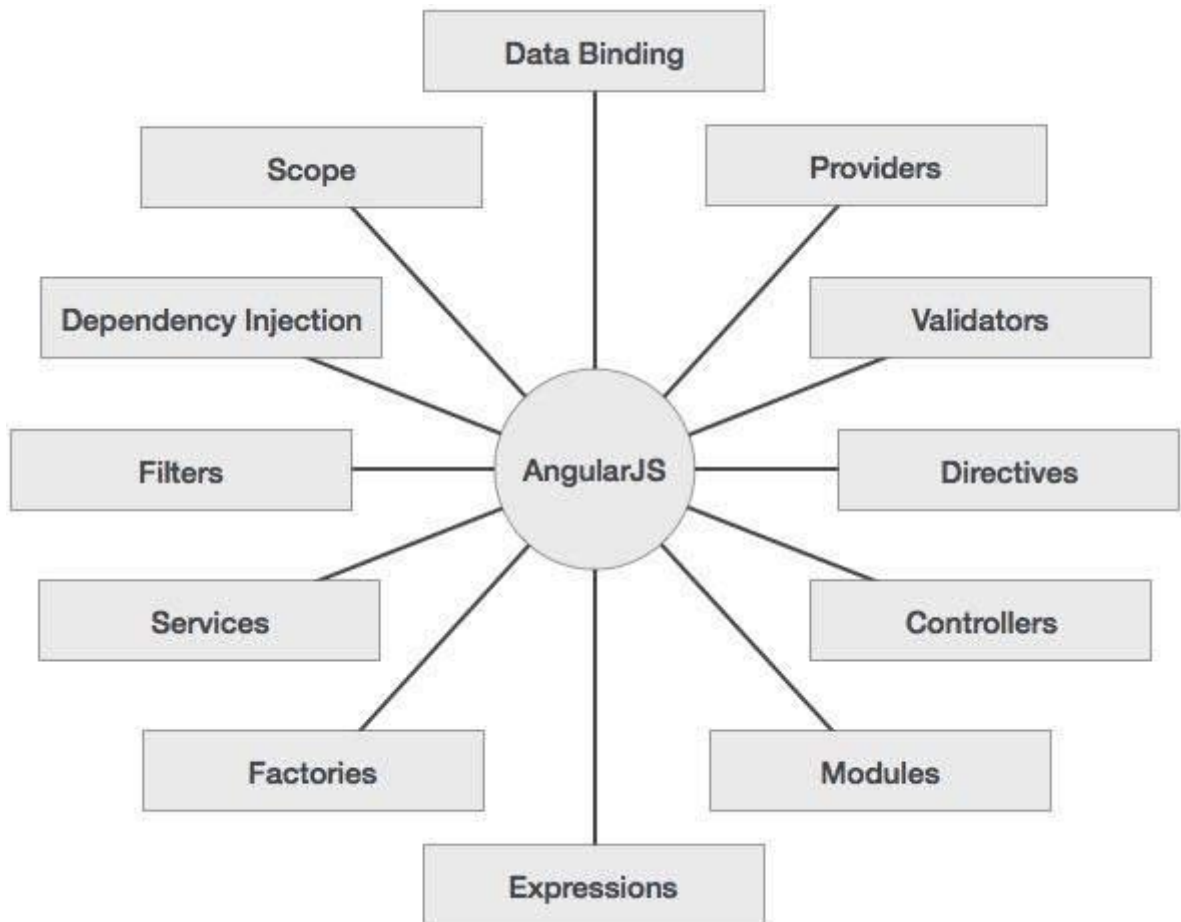 Data Binding
Scope
Providers
Dependency Injection
Validators
Filters
AngularJS
Directives
Services
Controllers
Factories
Modules
Expressions